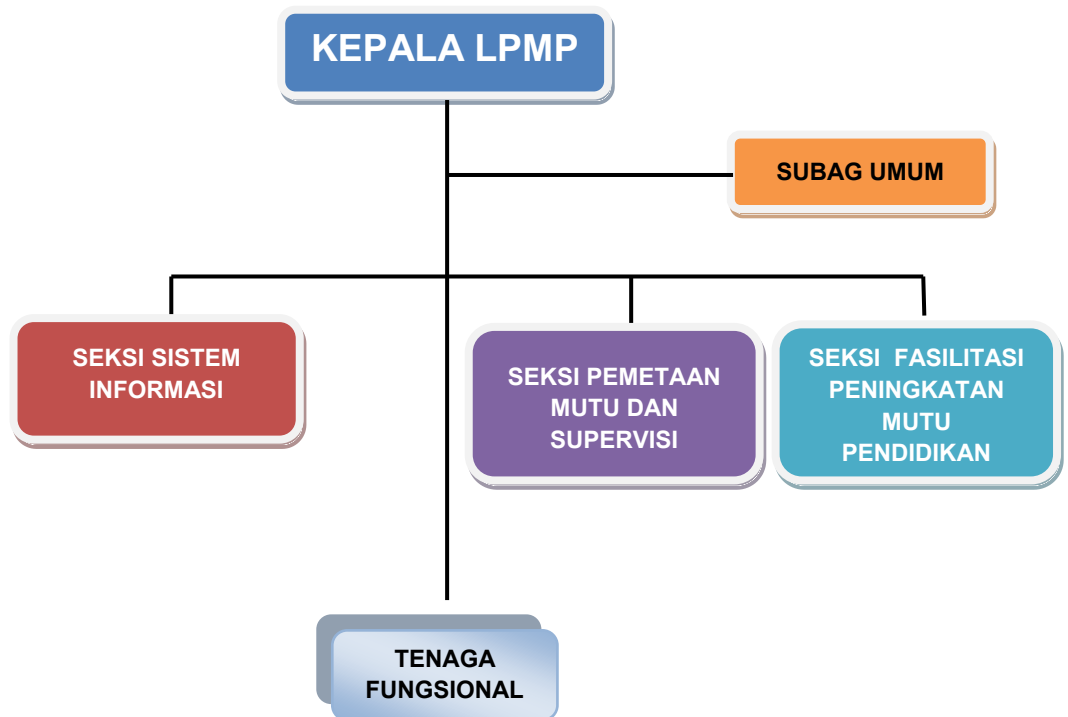 KEPALA LPMP
SUBAG UMUM
SEKSI SISTEM
INFORMASI
SEKSI PEMETAAN
MUTU DAN
SUPERVISI
SEKSI  FASILITASI
PENINGKATAN
MUTU
PENDIDIKAN
TENAGA
FUNGSIONAL